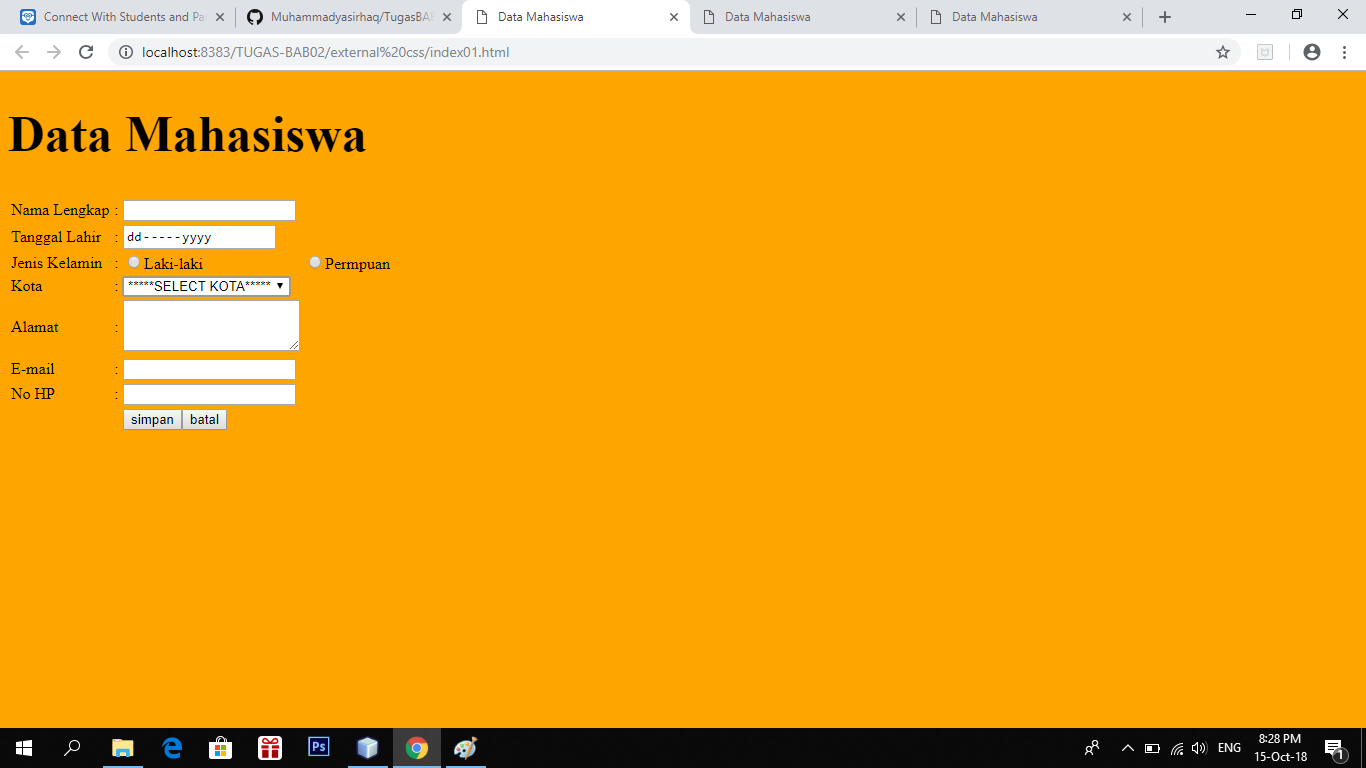 Connect With Students and Pa
Muhammadyasirhaq/TugasBA
Data Mahasiswa
Data Mahasiswa
Data Mahasiswa
localhost:8383/TUGAS-BAB02/external%20css/index01.html
Data Mahasiswa
Nama Lengkap :
Tanggal Lahir : dd-----yyyy
Jenis Kelamin : Laki-laki Permpuan
Kota : *****SELECT KOTA*****
Alamat :
E-mail :
No HP :
simpan batal
Ps
ENG
8:28 PM
15-Oct-18
1